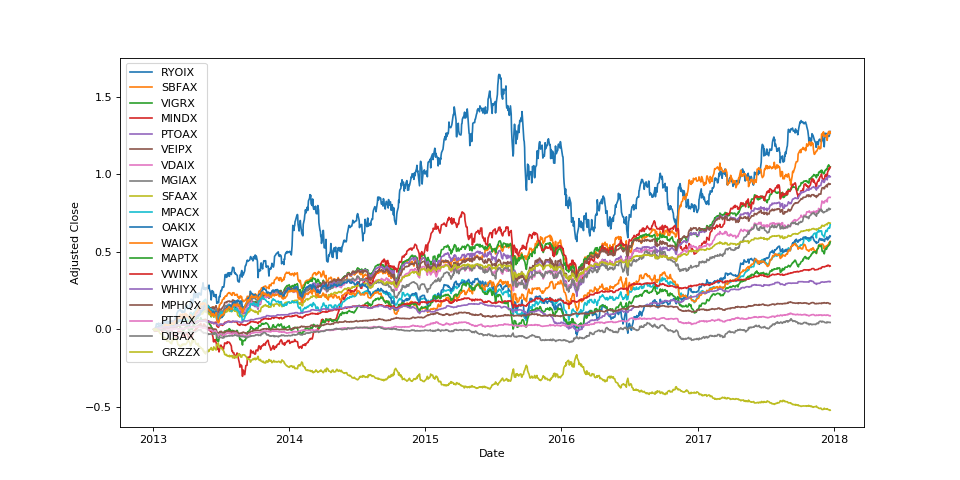 RYOIX
SBFAX
VIGRX
MINDX
PTOAX
VEIPX
VDAIX
MGIAX
SFAAX
MPACX
OAKIX
WAIGX
MAPTX
VWINX
WHIYX
MPHQX
PTTAX
DIBAX
GRZZX
1.5
1.0
0.5
0.0
−0.5
Adjusted Close
2013 2014 2015 2016 2017 2018
Date